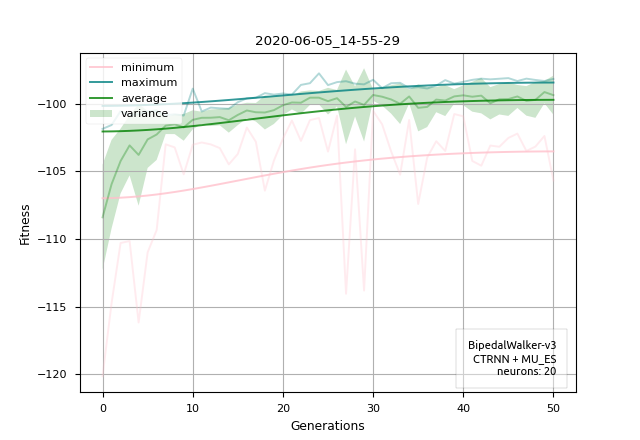 2020-06-05_14-55-29
minimum
maximum
average
variance
Fitness
−100
−105
−110
−115
−120
BipedalWalker-v3
CTRNN + MU_ES
neurons: 20
0 10 20 30 40 50
Generations